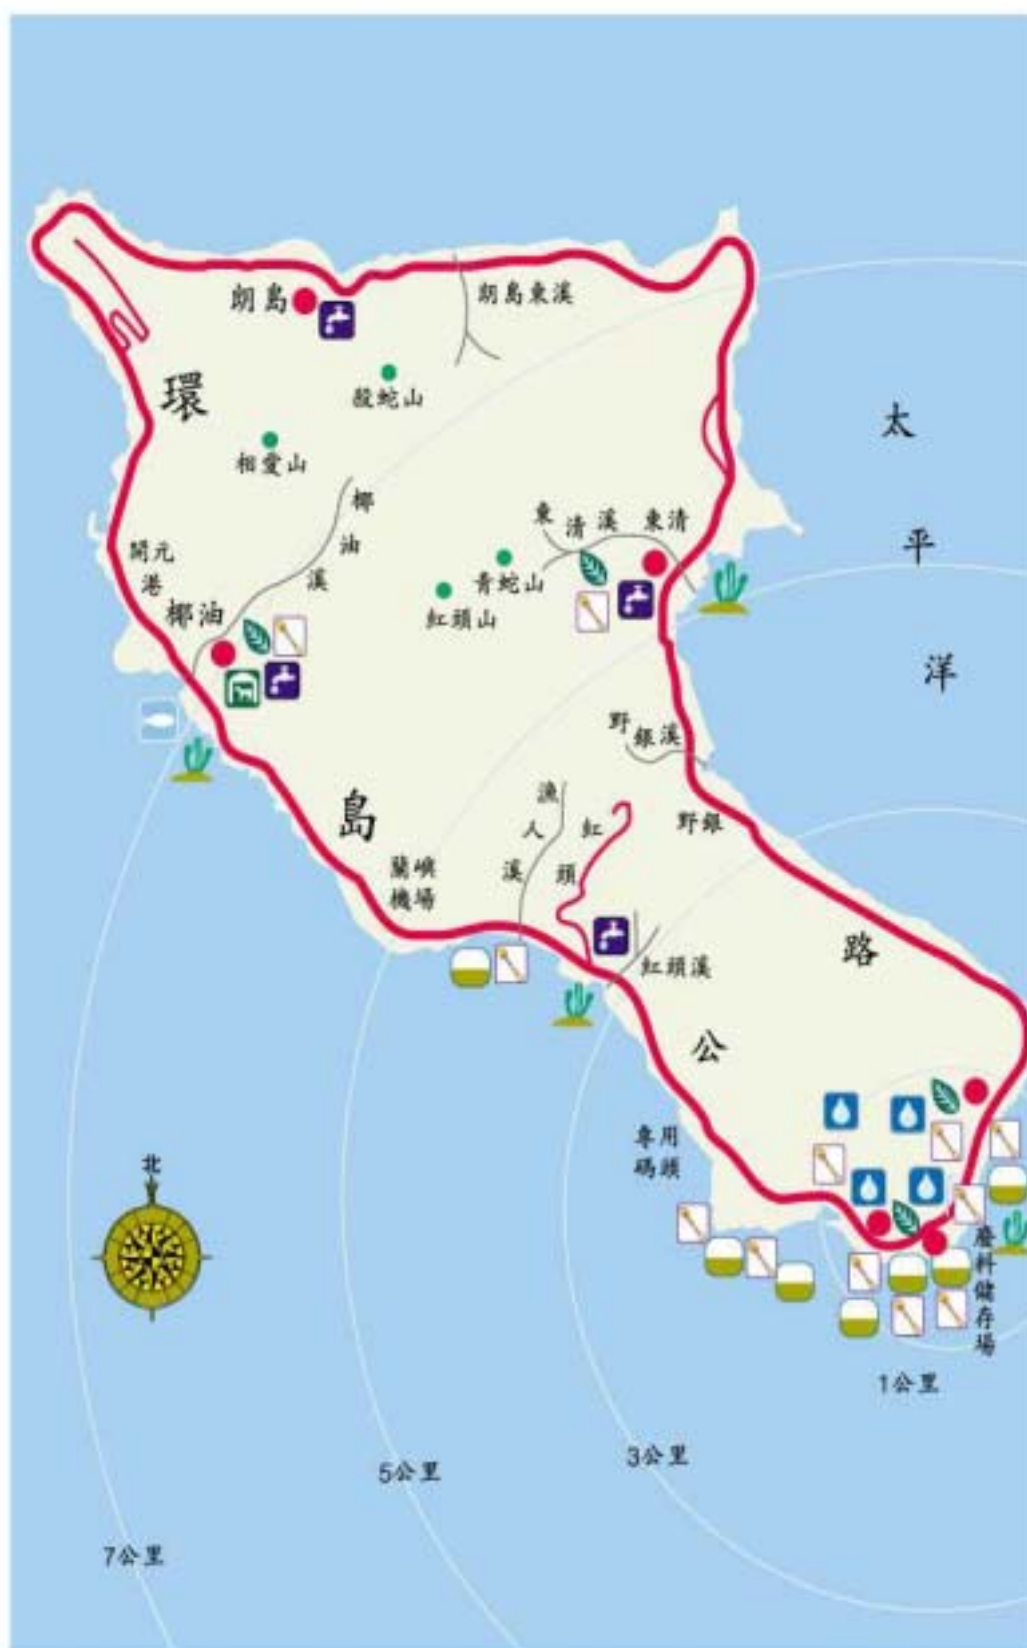 朗島
朗島東溪
殺蛇山
環
相愛山
太平洋
椰油溪
東清溪
東清
開元港
青蛇山
紅頭山
椰油
野銀溪
島
漁人溪
紅頭
野銀
蘭嶼機場
路
紅頭溪
公
專用碼頭
北
廢料儲存場
1公里
3公里
5公里
7公里